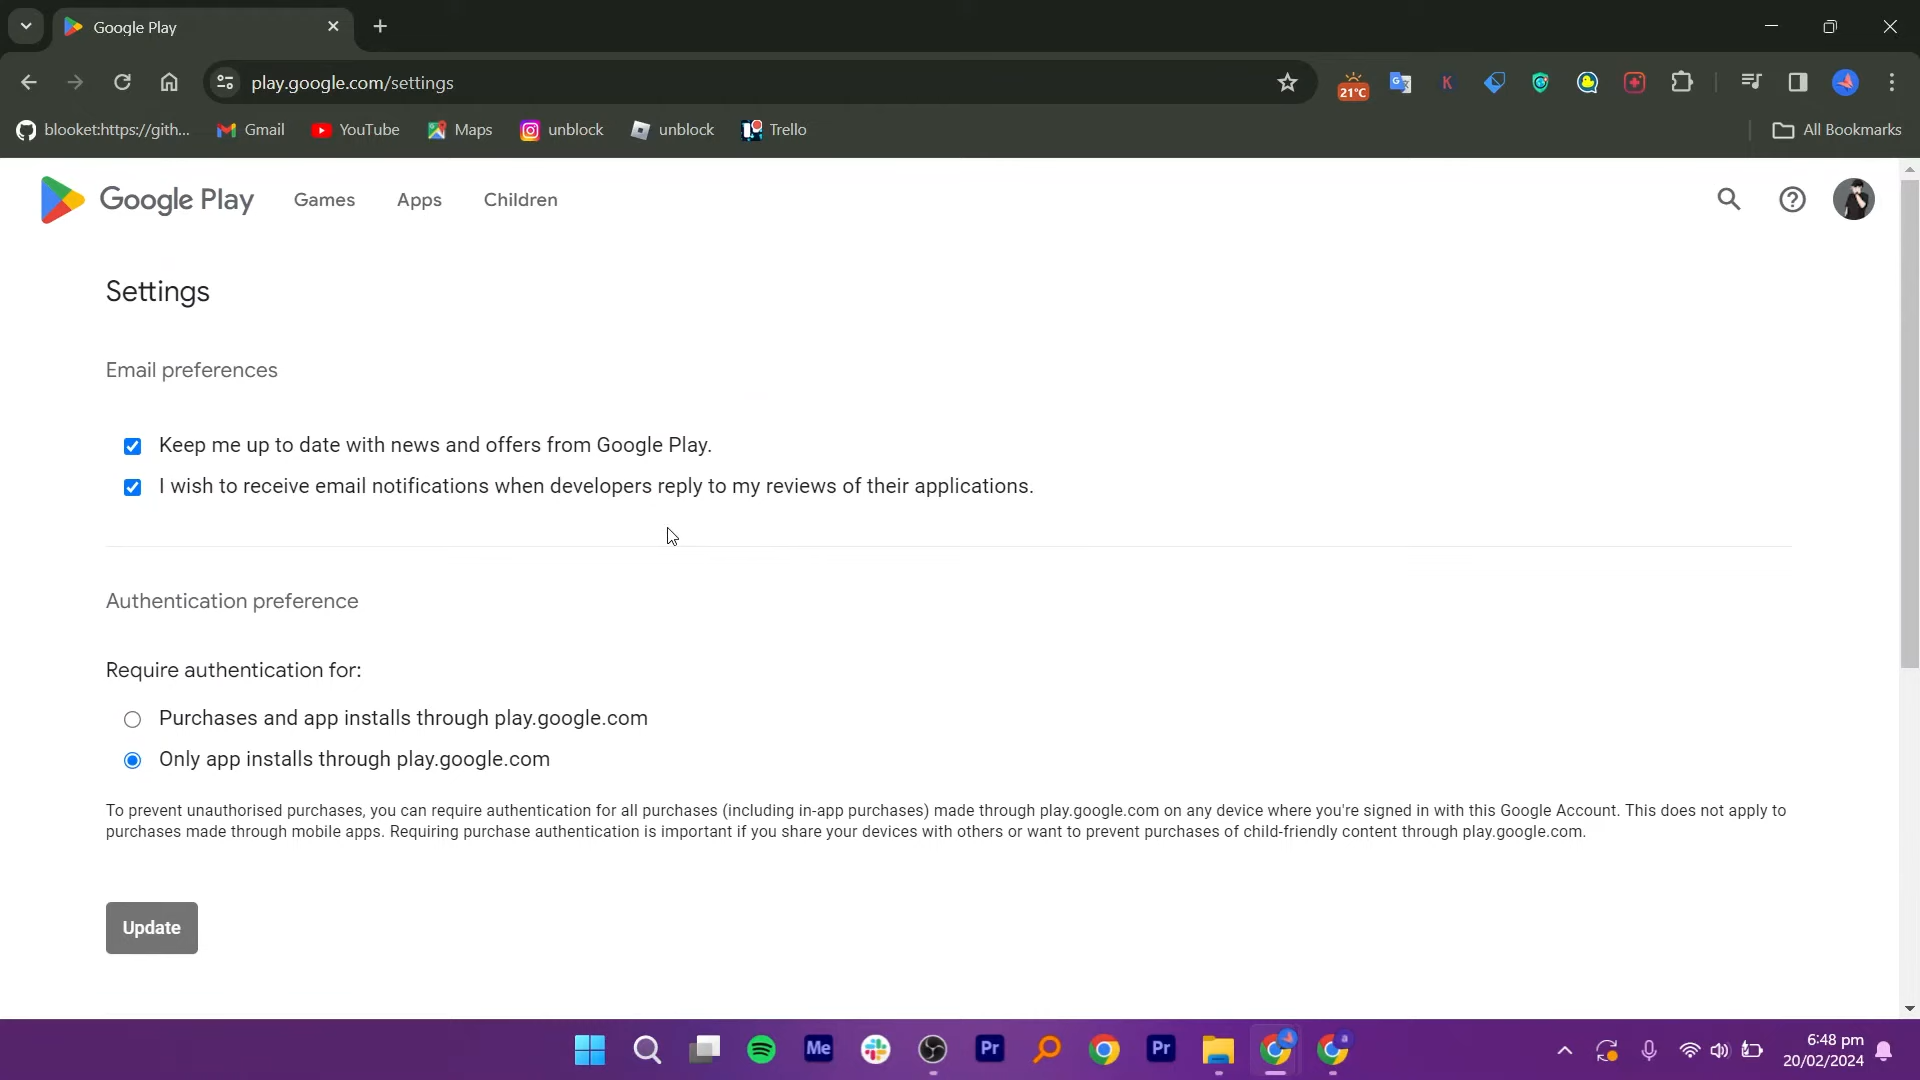 Google Play
play.google.com/settings
21°C
K
blooket:https://gith...
Gmail
YouTube
Maps
unblock
unblock
Trello
All Bookmarks
Google Play
Games
Apps
Children
Settings
Email preferences
Keep me up to date with news and offers from Google Play.
I wish to receive email notifications when developers reply to my reviews of their applications.
Authentication preference
Require authentication for:
Purchases and app installs through play.google.com
Only app installs through play.google.com
To prevent unauthorised purchases, you can require authentication for all purchases (including in-app purchases) made through play.google.com on any device where you're signed in with this Google Account. This does not apply to
purchases made through mobile apps. Requiring purchase authentication is important if you share your devices with others or want to prevent purchases of child-friendly content through play.google.com.
Update
Me
Pr
Pr
a
6:48 pm
20/02/2024